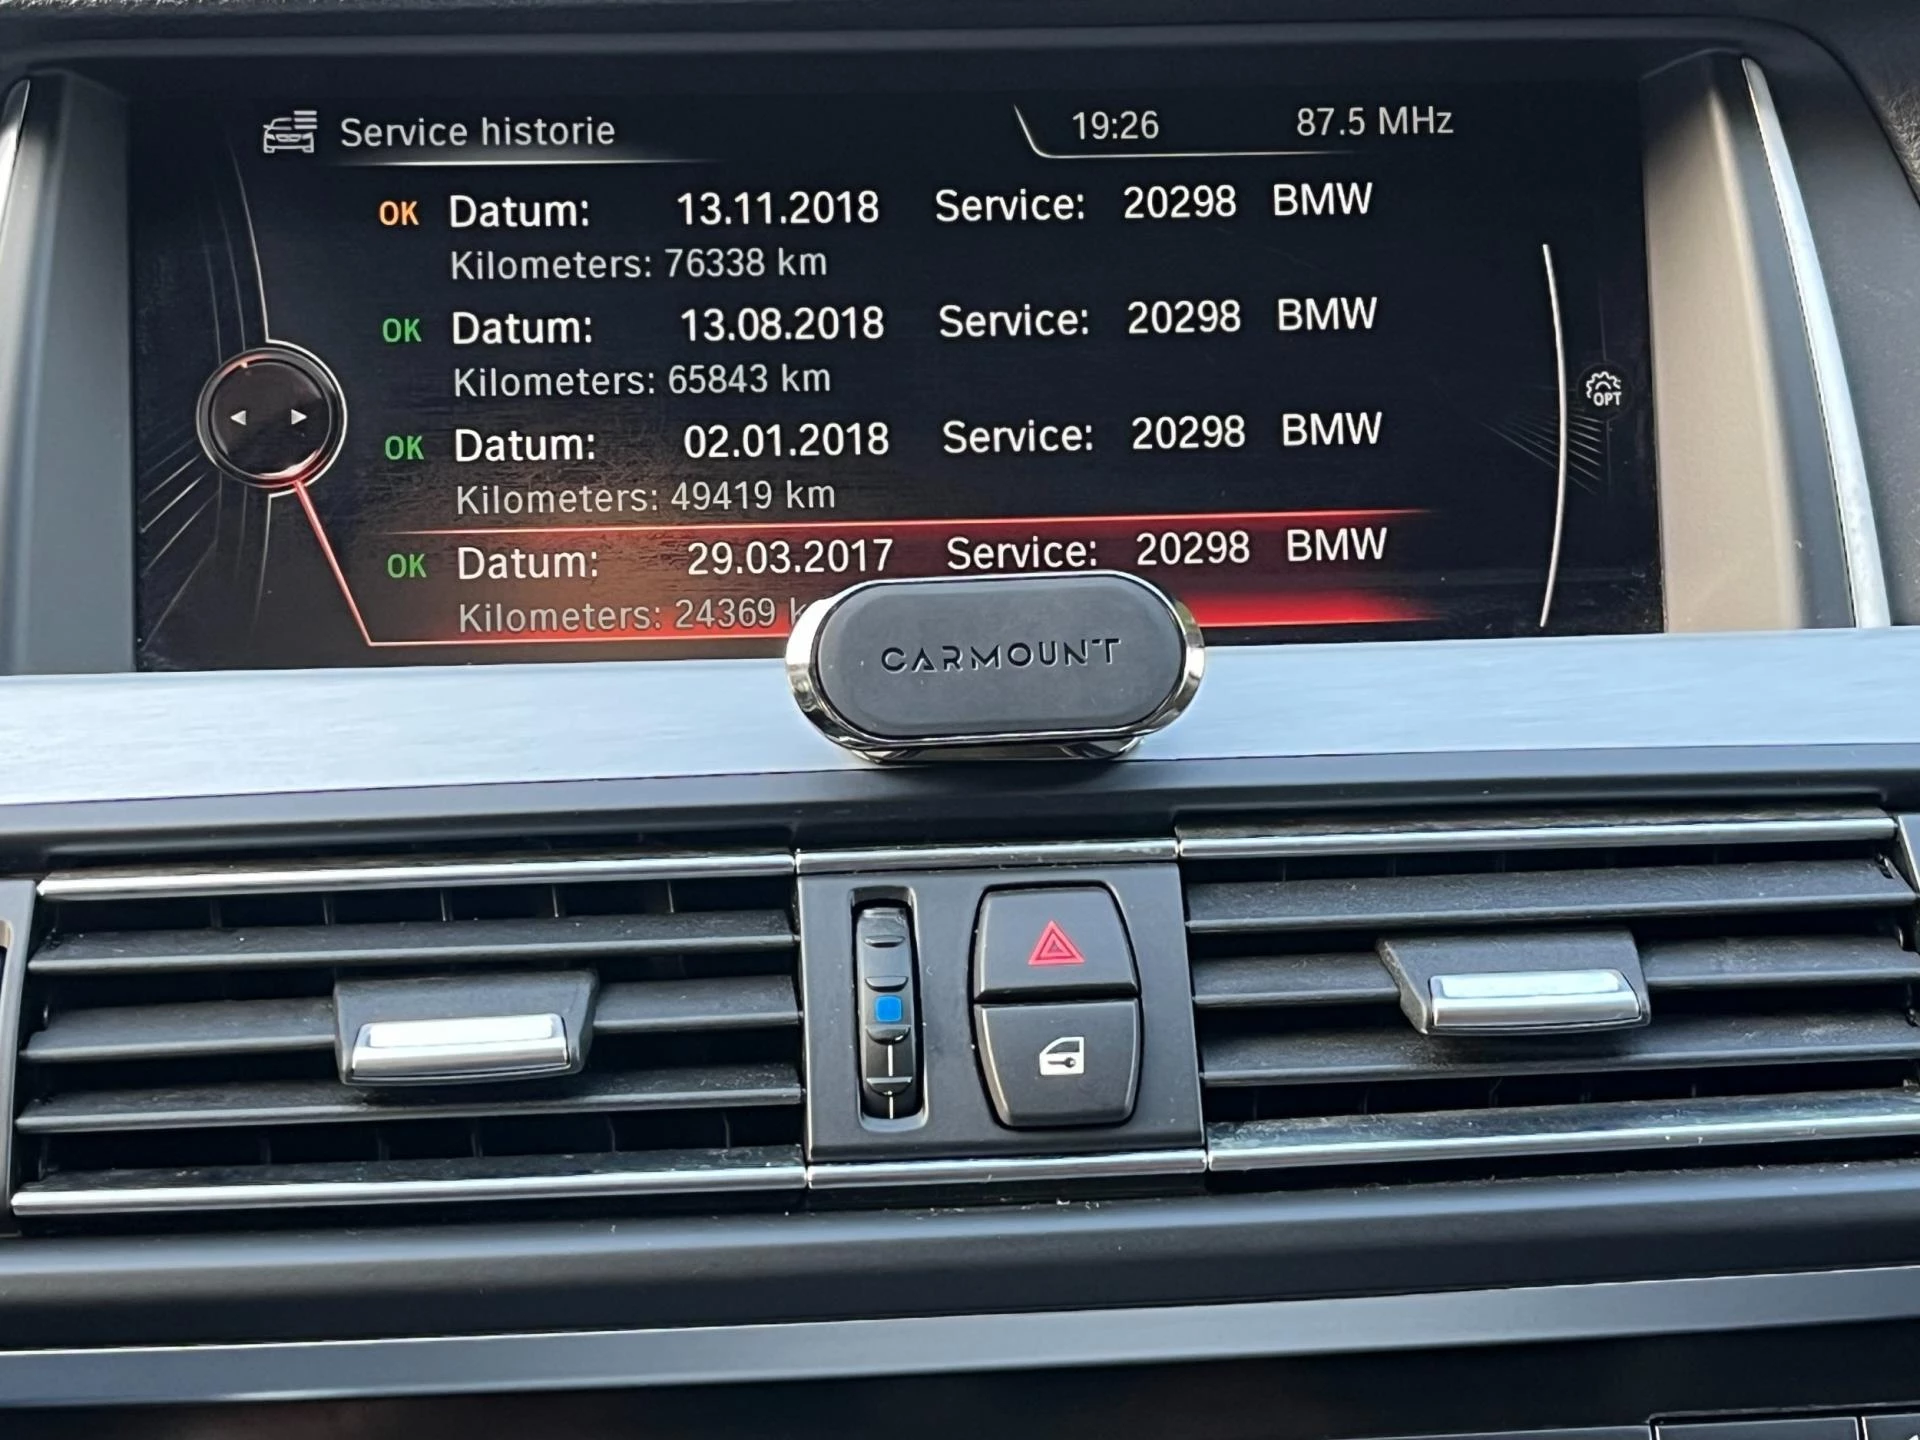 Service historie 19:26 87.5 MHz
OK Datum: 13.11.2018 Service: 20298 BMW
Kilometers: 76338 km
OK Datum: 13.08.2018 Service: 20298 BMW
Kilometers: 65843 km
OPT
OK Datum: 02.01.2018 Service: 20298 BMW
Kilometers: 49419 km
OK Datum: 29.03.2017 Service: 20298 BMW
Kilometers: 24369
CARMOUNT